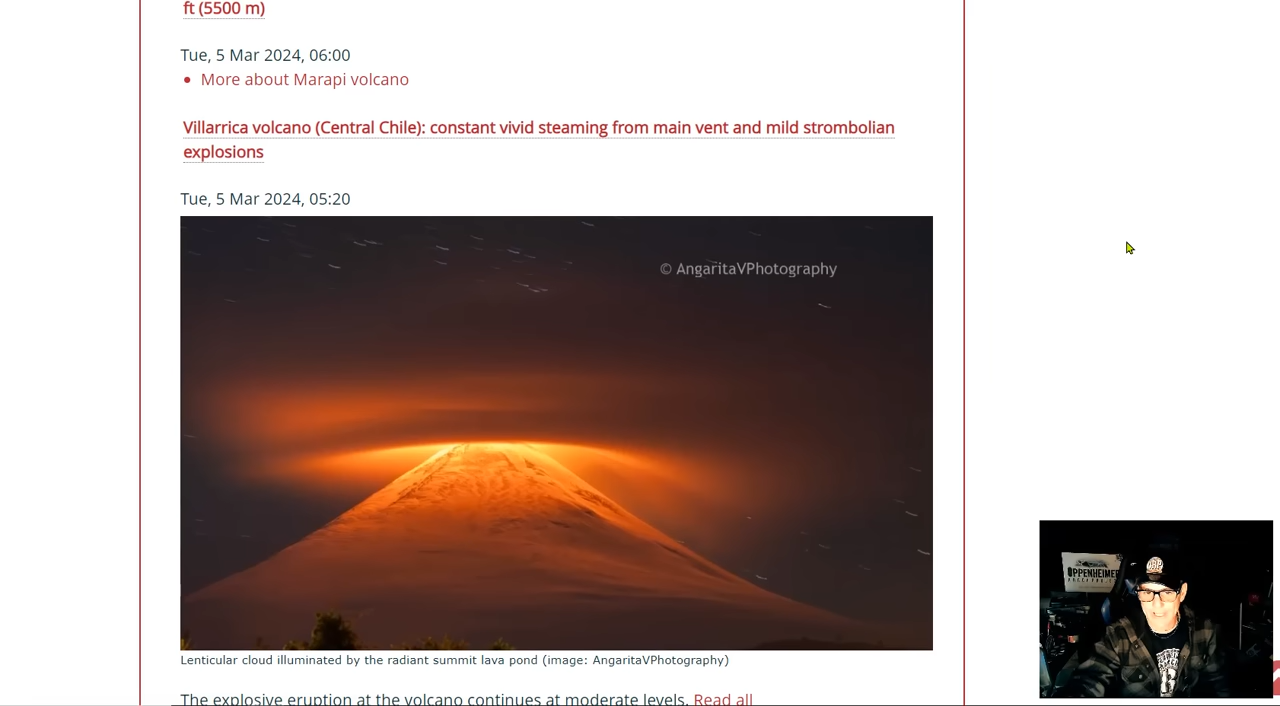 ft (5500 m)
Tue, 5 Mar 2024, 06:00
More about Marapi volcano
Villarrica volcano (Central Chile): constant vivid steaming from main vent and mild strombolian
explosions
Tue, 5 Mar 2024, 05:20
© AngaritaVPhotography
OPPENHEIMER
Lenticular cloud illuminated by the radiant summit lava pond (image: AngaritaVPhotography)
The explosive eruption at the volcano continues at moderate levels. Read all